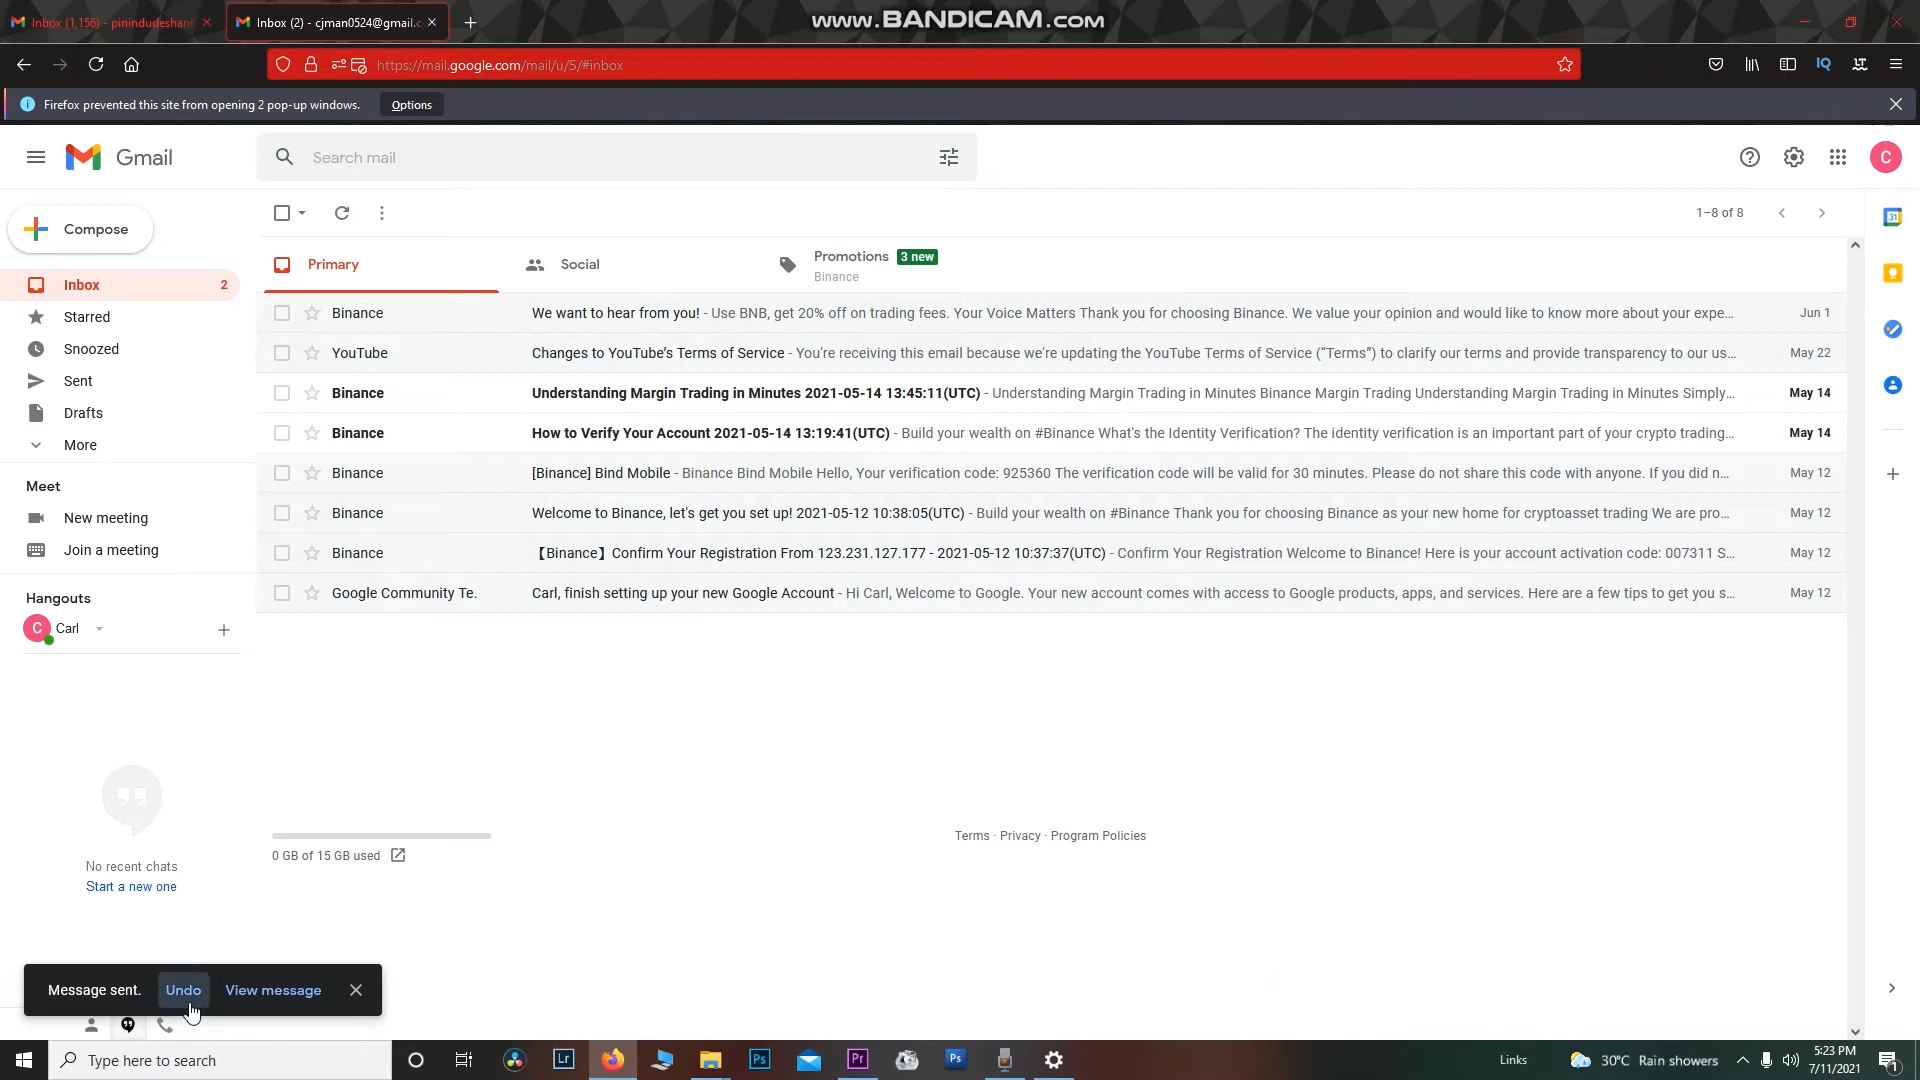 Inbox (1,156) - pinindudeshan
Inbox (2) - cjman0524@gmail.c
www.BANDICAM.com
https://mail.google.com/mail/u/5/#inbox
IQ
Firefox prevented this site from opening 2 pop-up windows.
Options
Gmail
Search mail
C
Compose
1–8 of 8
31
Primary
Social
Promotions
3 new
Binance
Inbox
2
Starred
Snoozed
Sent
Drafts
More
Binance We want to hear from you! - Use BNB, get 20% off on trading fees. Your Voice Matters Thank you for choosing Binance. We value your opinion and would like to know more about your expe... Jun 1
YouTube Changes to YouTube's Terms of Service - You're receiving this email because we're updating the YouTube Terms of Service (“Terms”) to clarify our terms and provide transparency to our us... May 22
Binance Understanding Margin Trading in Minutes 2021-05-14 13:45:11(UTC) - Understanding Margin Trading in Minutes Binance Margin Trading Understanding Margin Trading in Minutes Simply... May 14
Binance How to Verify Your Account 2021-05-14 13:19:41(UTC) - Build your wealth on #Binance What's the Identity Verification? The identity verification is an important part of your crypto trading... May 14
Binance [Binance] Bind Mobile - Binance Bind Mobile Hello, Your verification code: 925360 The verification code will be valid for 30 minutes. Please do not share this code with anyone. If you did n... May 12
Binance Welcome to Binance, let's get you set up! 2021-05-12 10:38:05(UTC) - Build your wealth on #Binance Thank you for choosing Binance as your new home for cryptoasset trading We are pro... May 12
Binance 【Binance】Confirm Your Registration From 123.231.127.177 - 2021-05-12 10:37:37(UTC) - Confirm Your Registration Welcome to Binance! Here is your account activation code: 007311 S... May 12
Google Community Te. Carl, finish setting up your new Google Account - Hi Carl, Welcome to Google. Your new account comes with access to Google products, apps, and services. Here are a few tips to get you s... May 12
Meet
New meeting
Join a meeting
Hangouts
C Carl
No recent chats
Start a new one
0 GB of 15 GB used
Terms · Privacy · Program Policies
Message sent. Undo View message
Type here to search
Lr
Ps
Pr
Ps
Links
30°C Rain showers
5:23 PM
7/11/2021
1